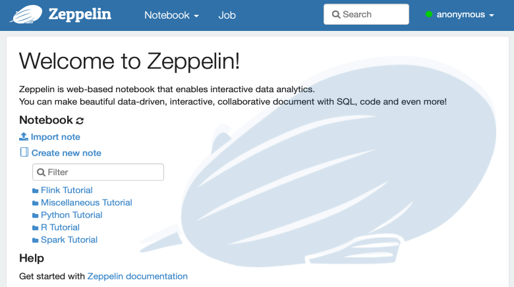 Zeppelin Notebook Job Search anonymous
Welcome to Zeppelin!
Zeppelin is web-based notebook that enables interactive data analytics.
You can make beautiful data-driven, interactive, collaborative document with SQL, code and even more!
Notebook
Import note
Create new note
Filter
Flink Tutorial
Miscellaneous Tutorial
Python Tutorial
R Tutorial
Spark Tutorial
Help
Get started with Zeppelin documentation